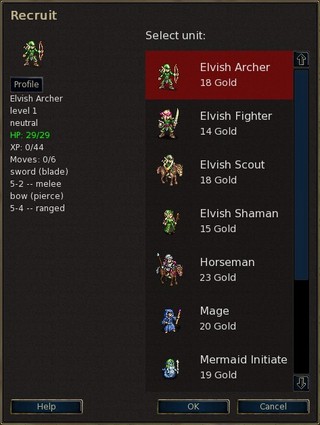 Recruit
Select unit:
Profile
Elvish Archer
level 1
neutral
HP: 29/29
XP: 0/44
Moves: 0/6
sword (blade)
5-2 -- melee
bow (pierce)
5-4 -- ranged
Elvish Archer
18 Gold
Elvish Fighter
14 Gold
Elvish Scout
18 Gold
Elvish Shaman
15 Gold
Horseman
23 Gold
Mage
20 Gold
Mermaid Initiate
19 Gold
Help
OK
Cancel